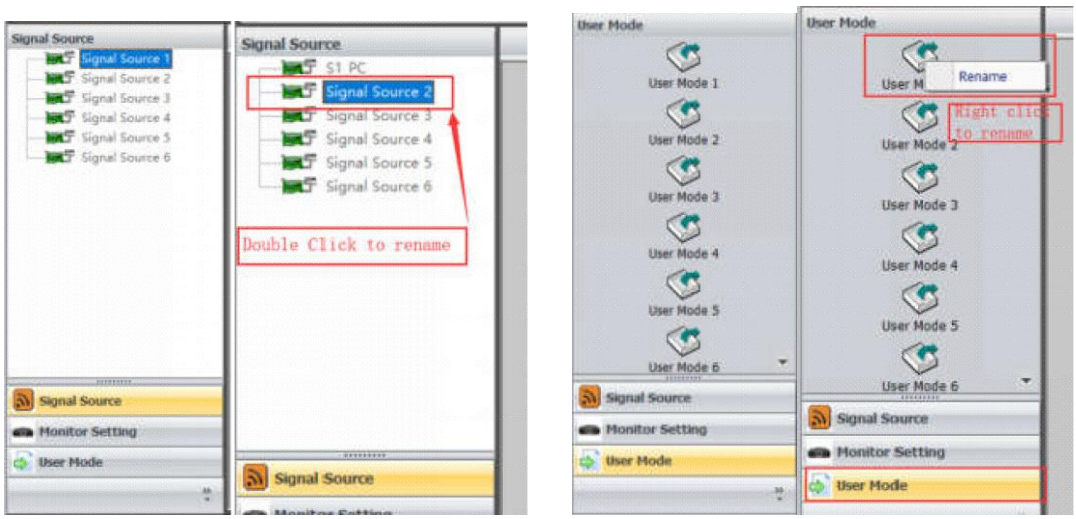 Signal Source
Signal Source 1
Signal Source 2
Signal Source 3
Signal Source 4
Signal Source 5
Signal Source 6
Signal Source
Monitor Setting
User Mode
Signal Source
S1 PC
Signal Source 2
Signal Source 3
Signal Source 4
Signal Source 5
Signal Source 6
Double Click to rename
Signal Source
Monitor Setting
User Mode
User Mode 1
User Mode 2
User Mode 3
User Mode 4
User Mode 5
User Mode 6
Signal Source
Monitor Setting
User Mode
User Mode
User M
Rename
Right click
to rename
User Mode 2
User Mode 3
User Mode 4
User Mode 5
User Mode 6
Signal Source
Monitor Setting
User Mode